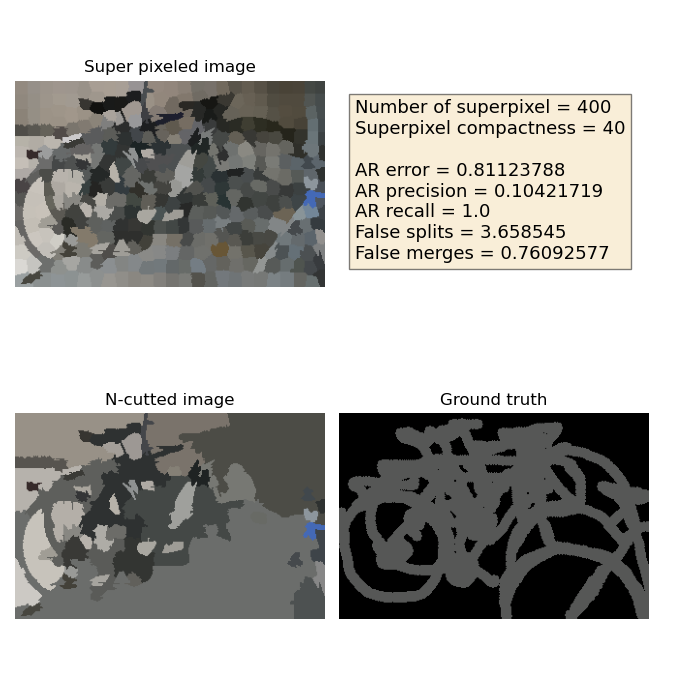 Super pixeled image
Number of superpixel = 400
Superpixel compactness = 40
AR error = 0.81123788
AR precision = 0.10421719
AR recall = 1.0
False splits = 3.658545
False merges = 0.76092577
N-cutted image
Ground truth